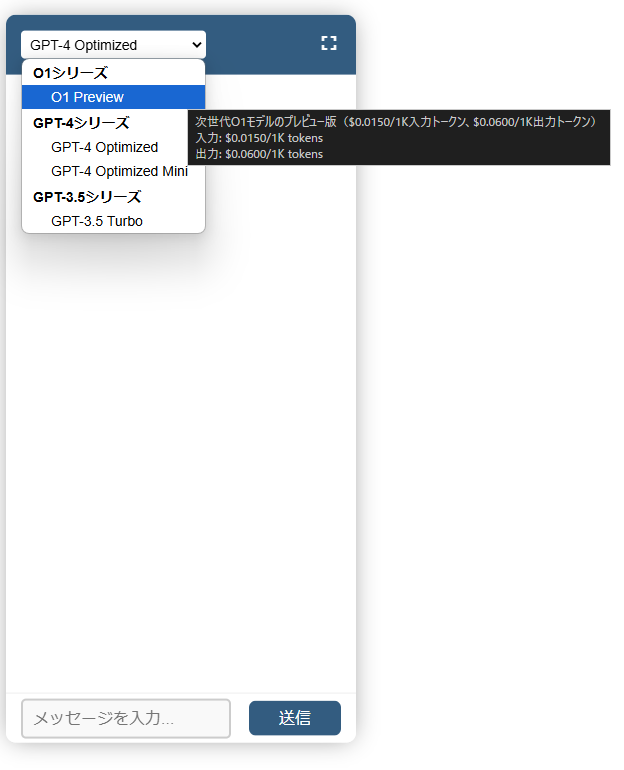 GPT-4 Optimized
O1シリーズ
O1 Preview
GPT-4シリーズ
GPT-4 Optimized
GPT-4 Optimized Mini
GPT-3.5シリーズ
GPT-3.5 Turbo
次世代O1モデルのプレビュー版（$0.0150/1K入力トークン、$0.0600/1K出力トークン）
入力: $0.0150/1K tokens
出力: $0.0600/1K tokens
メッセージを入力...
送信